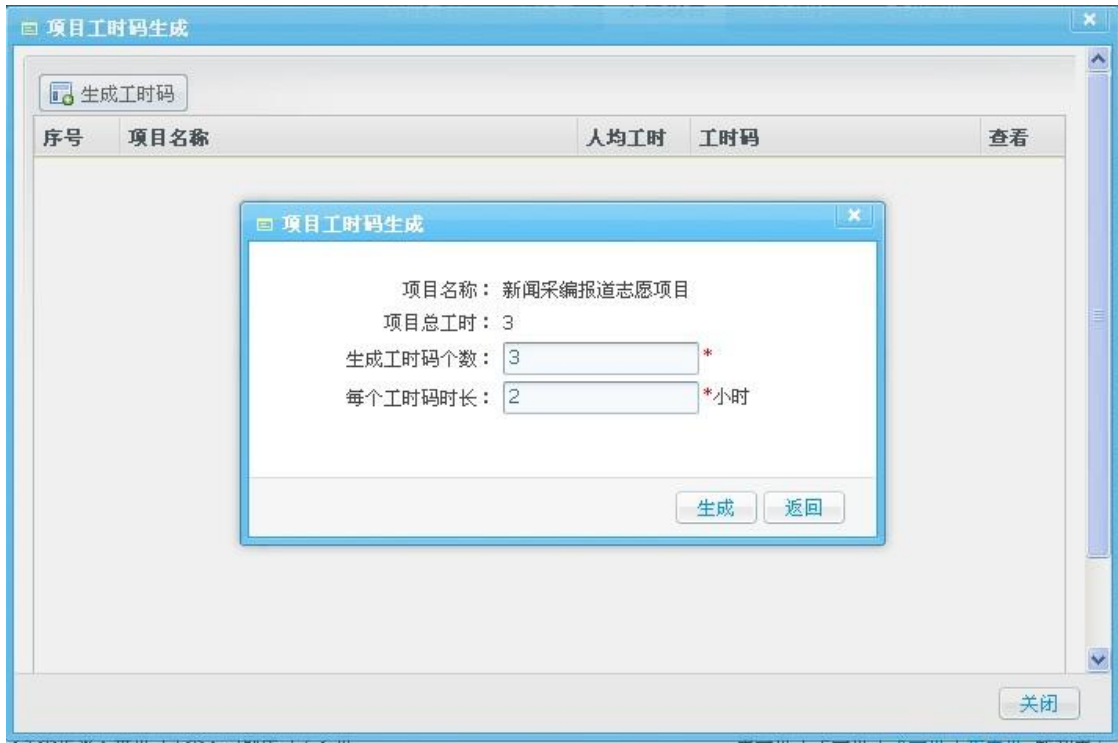 项目工时码生成
生成工时码
序号 项目名称 人均工时 工时码 查看
项目工时码生成
项目名称： 新闻采编报道志愿项目
项目总工时： 3
生成工时码个数： 3 *
每个工时码时长： 2 *小时
生成 返回
关闭